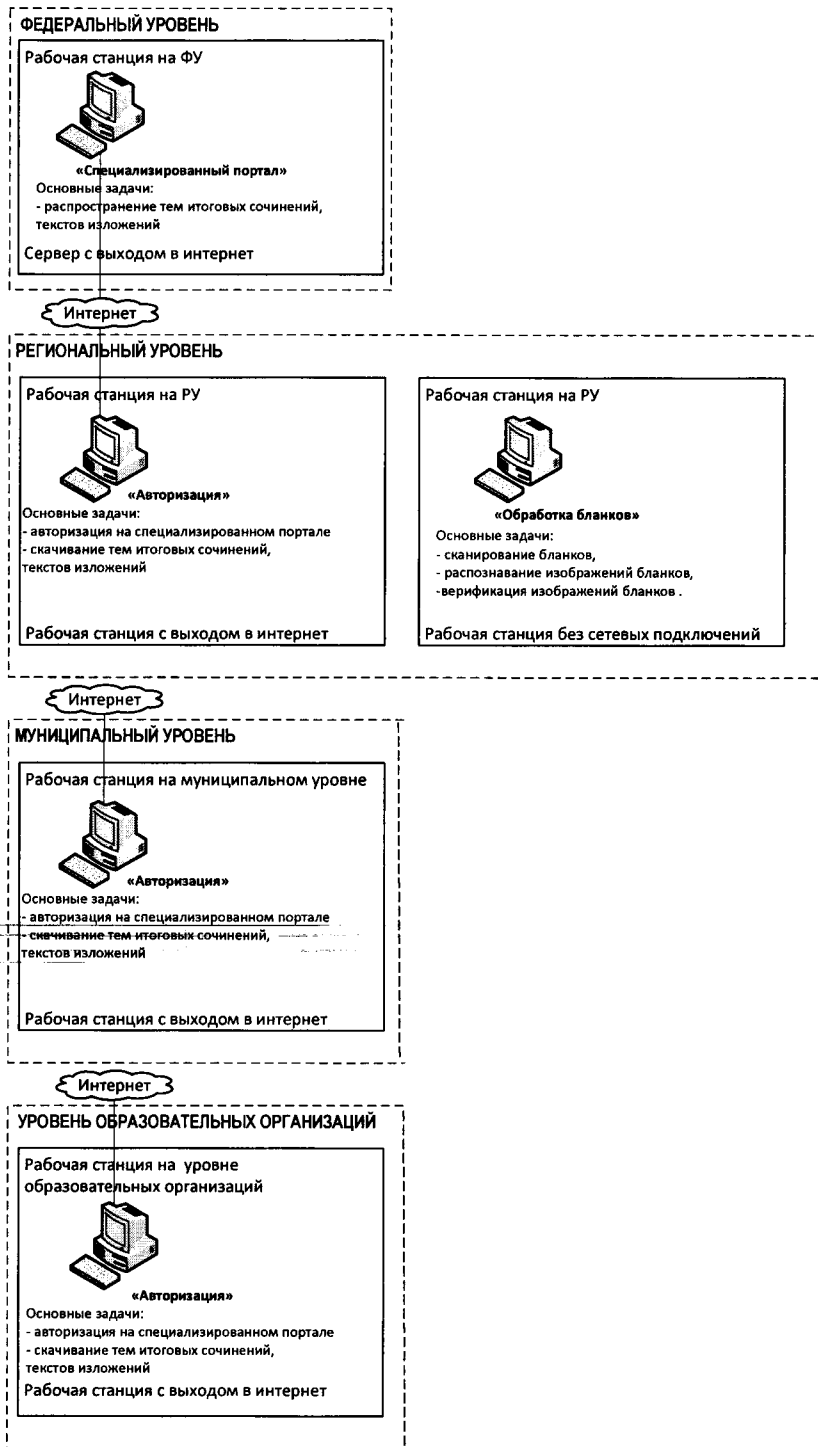 ФЕДЕРАЛЬНЫЙ УРОВЕНЬ
Рабочая станция на ФУ
«Специализированный портал»
Основные задачи:
- распространение тем итоговых сочинений,
текстов изложений
Сервер с выходом в интернет
Интернет
РЕГИОНАЛЬНЫЙ УРОВЕНЬ
Рабочая станция на РУ
«Авторизация»
Основные задачи:
- авторизация на специализированном портале
- скачивание тем итоговых сочинений,
текстов изложений
Рабочая станция с выходом в интернет
Рабочая станция на РУ
«Обработка бланков»
Основные задачи:
- сканирование бланков,
- распознавание изображений бланков,
-верификация изображений бланков .
Рабочая станция без сетевых подключений
Интернет
МУНИЦИПАЛЬНЫЙ УРОВЕНЬ
Рабочая станция на муниципальном уровне
«Авторизация»
Основные задачи:
- авторизация на специализированном портале
- скачивание тем итоговых сочинений,
текстов изложений
Рабочая станция с выходом в интернет
Интернет
УРОВЕНЬ ОБРАЗОВАТЕЛЬНЫХ ОРГАНИЗАЦИЙ
Рабочая станция на уровне
образовательных организаций
«Авторизация»
Основные задачи:
- авторизация на специализированном портале
- скачивание тем итоговых сочинений,
текстов изложений
Рабочая станция с выходом в интернет